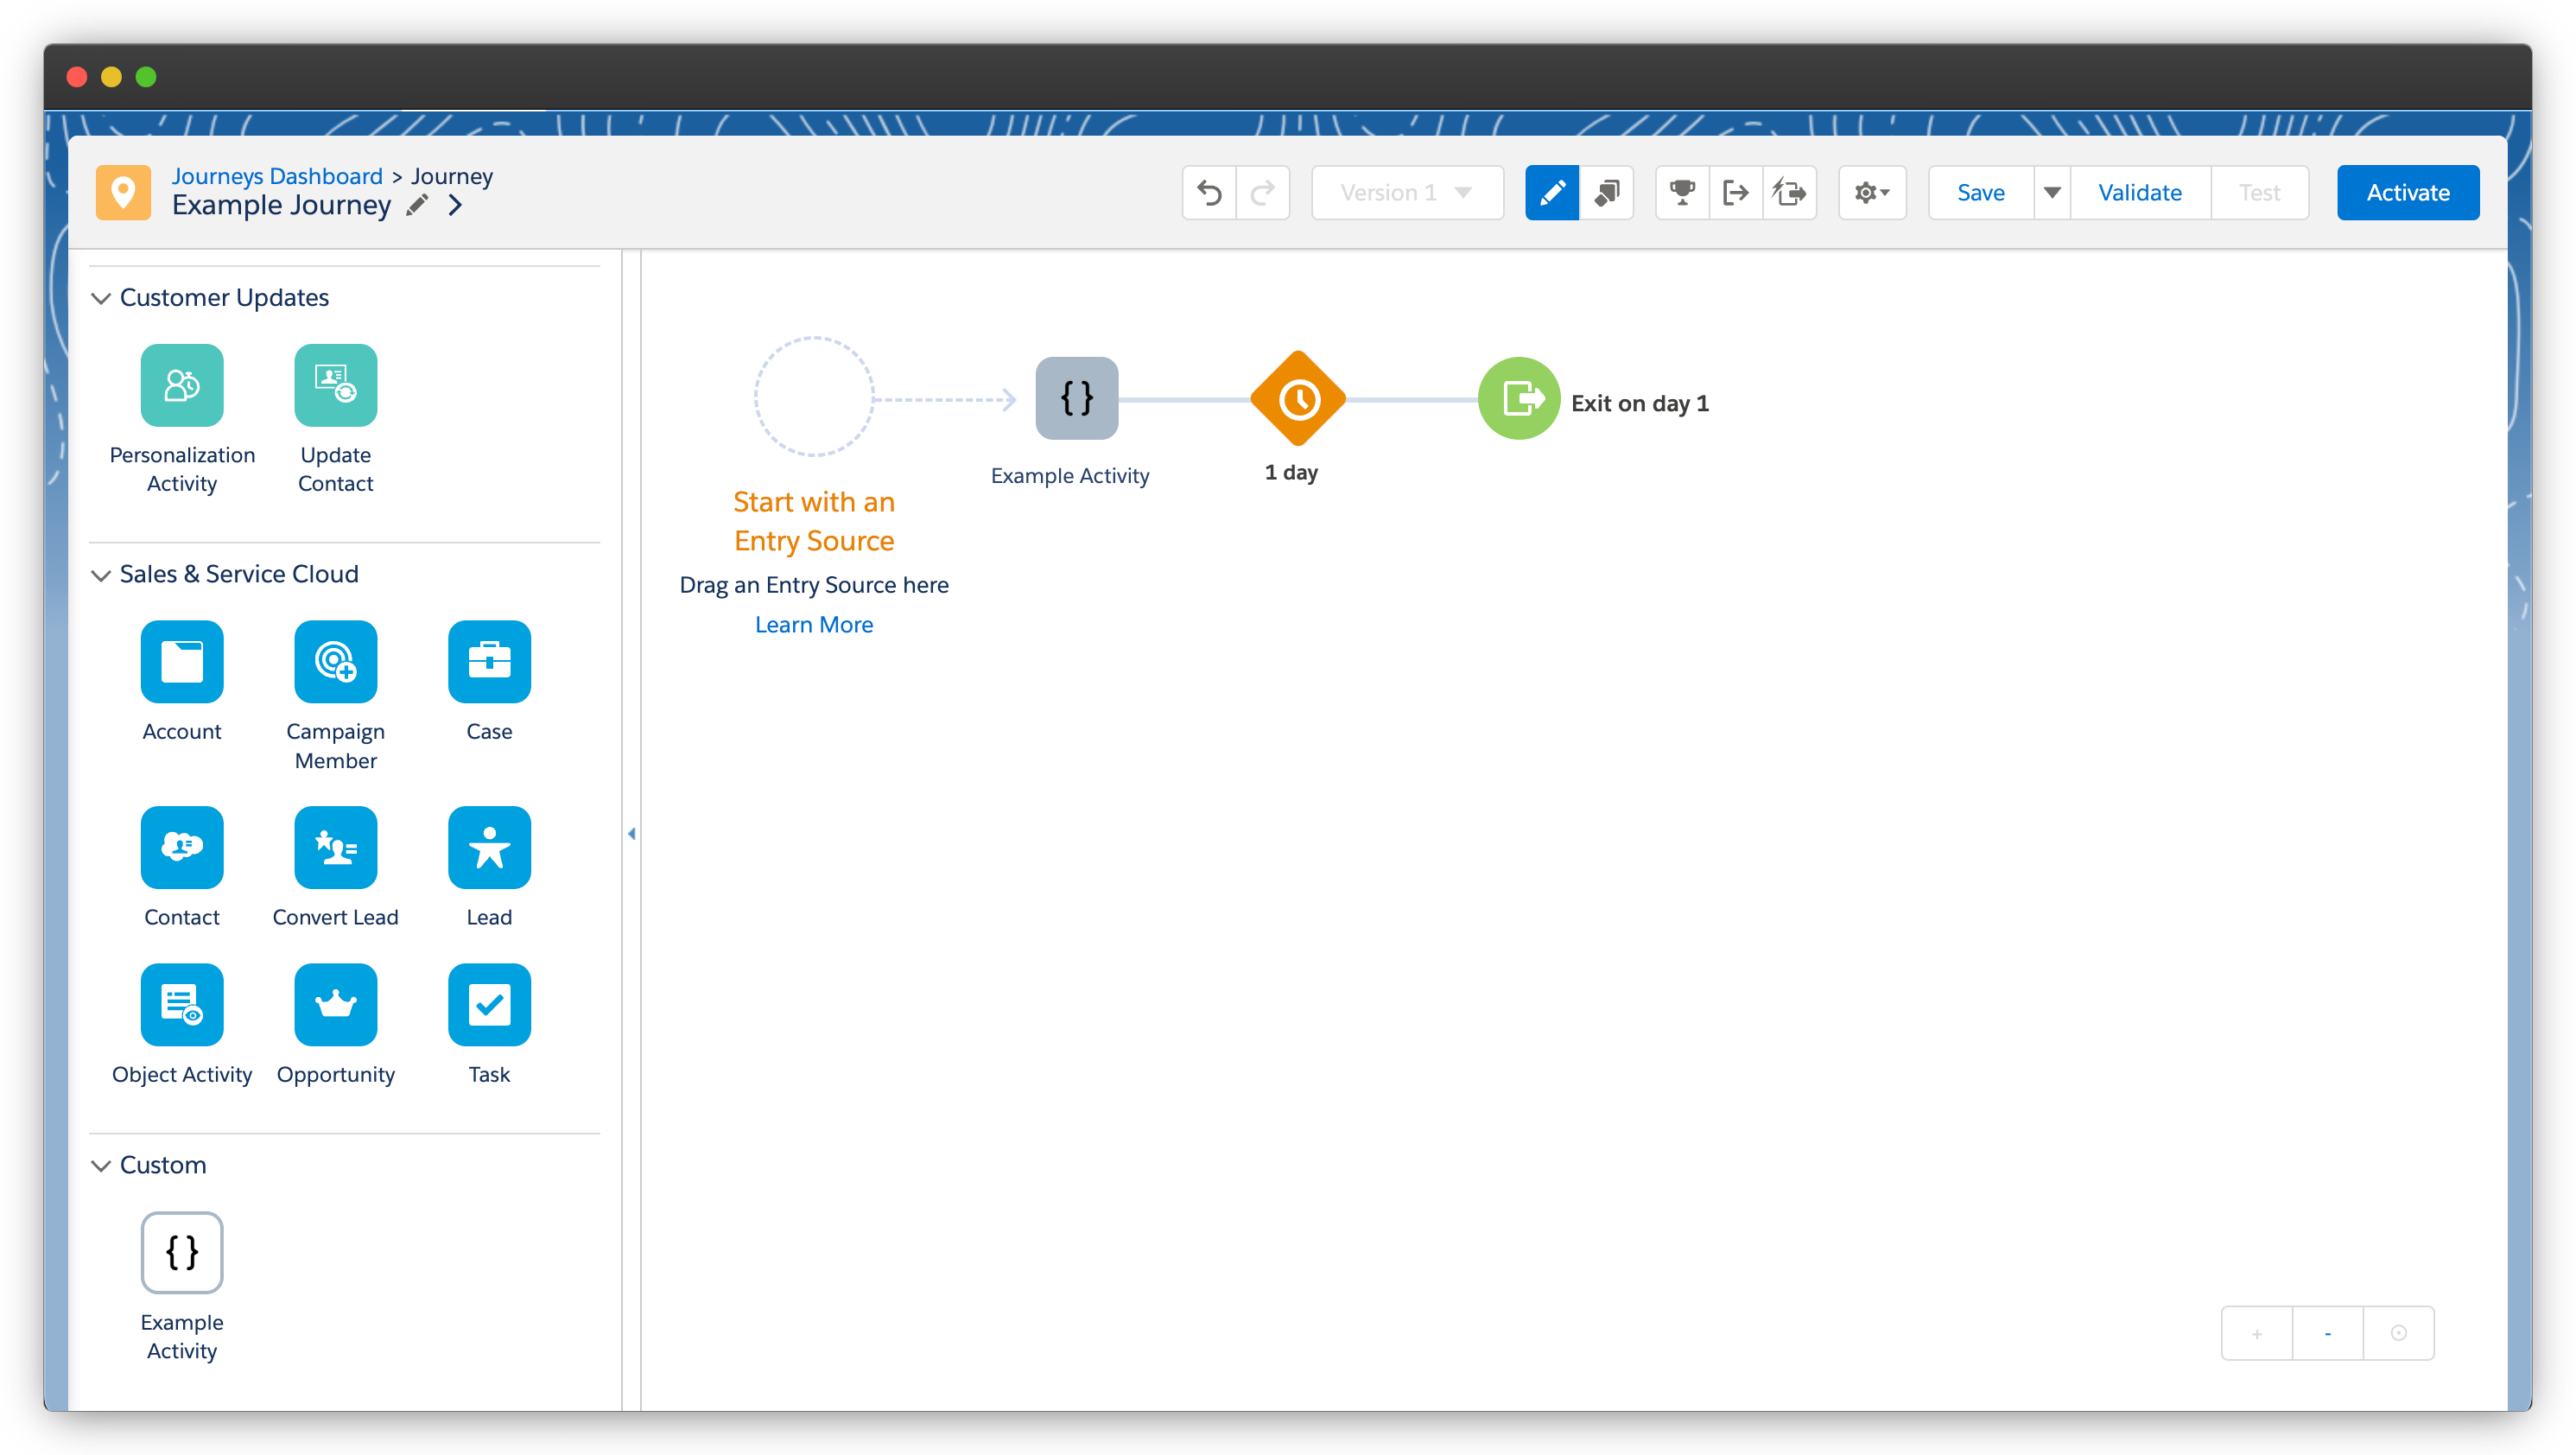 Journeys Dashboard > Journey
Example Journey
Version 1
Save
Validate
Test
Activate
Customer Updates
Personalization
Activity
Update
Contact
Sales & Service Cloud
Account
Campaign
Member
Case
Contact
Convert Lead
Lead
Object Activity
Opportunity
Task
Custom
{ }
Example
Activity
Start with an
Entry Source
Drag an Entry Source here
Learn More
{ }
Example Activity
1 day
Exit on day 1
+
-